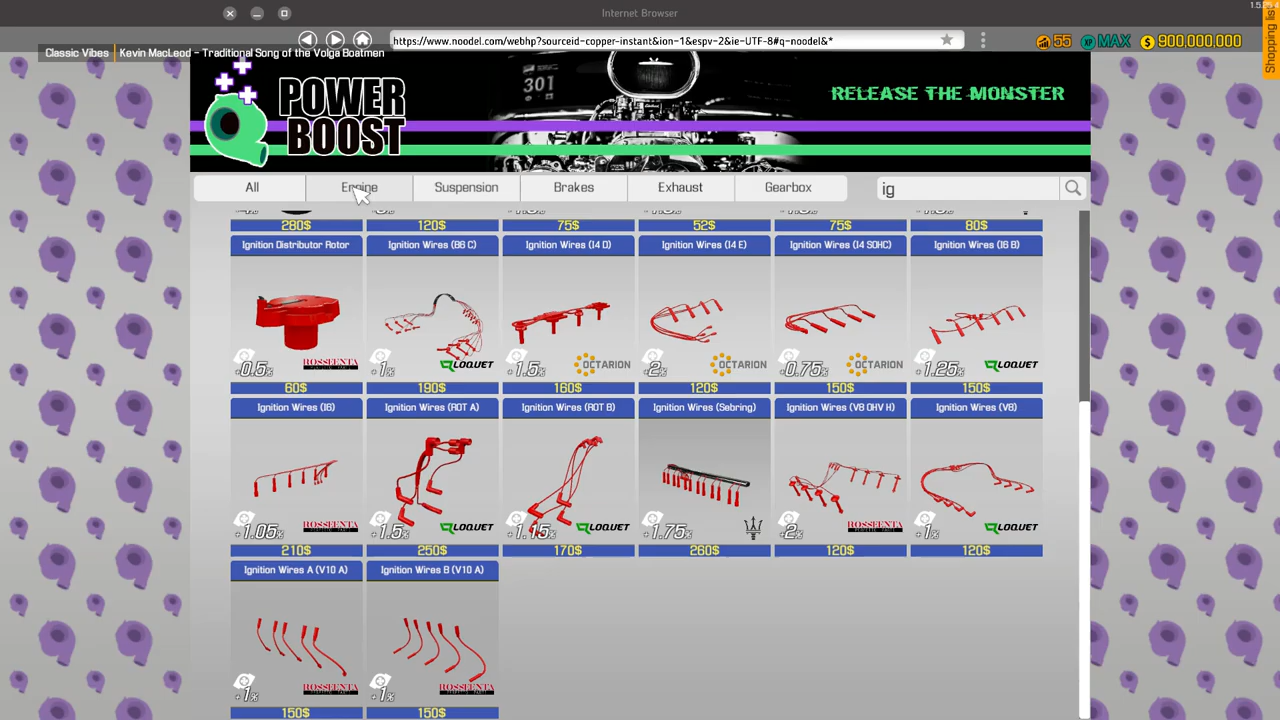 Internet Browser
1.5.26.4
Shopping list
https://www.noodel.com/webhp?sourceid-copper-instant&ion-1&espv-2&ie-UTF-8#q-noodel&*
55
XP MAX
$ 900,000,000
Classic Vibes
Kevin MacLeod - Traditional Song of the Volga Boatmen
POWER
BOOST
301
RELEASE THE MONSTER
All
Engine
Suspension
Brakes
Exhaust
Gearbox
ig
280$
120$
75$
52$
75$
80$
Ignition Distributor Rotor
Ignition Wires (B6 C)
Ignition Wires (I4 D)
Ignition Wires (I4 E)
Ignition Wires (I4 SOHC)
Ignition Wires (I6 B)
+0.5%
+1%
LOQUET
+1.5%
OCTARION
+2%
OCTARION
+0.75%
OCTARION
+1.25%
LOQUET
60$
190$
160$
120$
150$
150$
Ignition Wires (I6)
Ignition Wires (ROT A)
Ignition Wires (ROT B)
Ignition Wires (Sebring)
Ignition Wires (V8 OHV H)
Ignition Wires (V8)
+1.05%
+1.5%
LOQUET
+1.15%
LOQUET
+1.75%
+2%
+1%
LOQUET
210$
250$
170$
260$
120$
120$
Ignition Wires A (V10 A)
Ignition Wires B (V10 A)
+1%
+1%
150$
150$